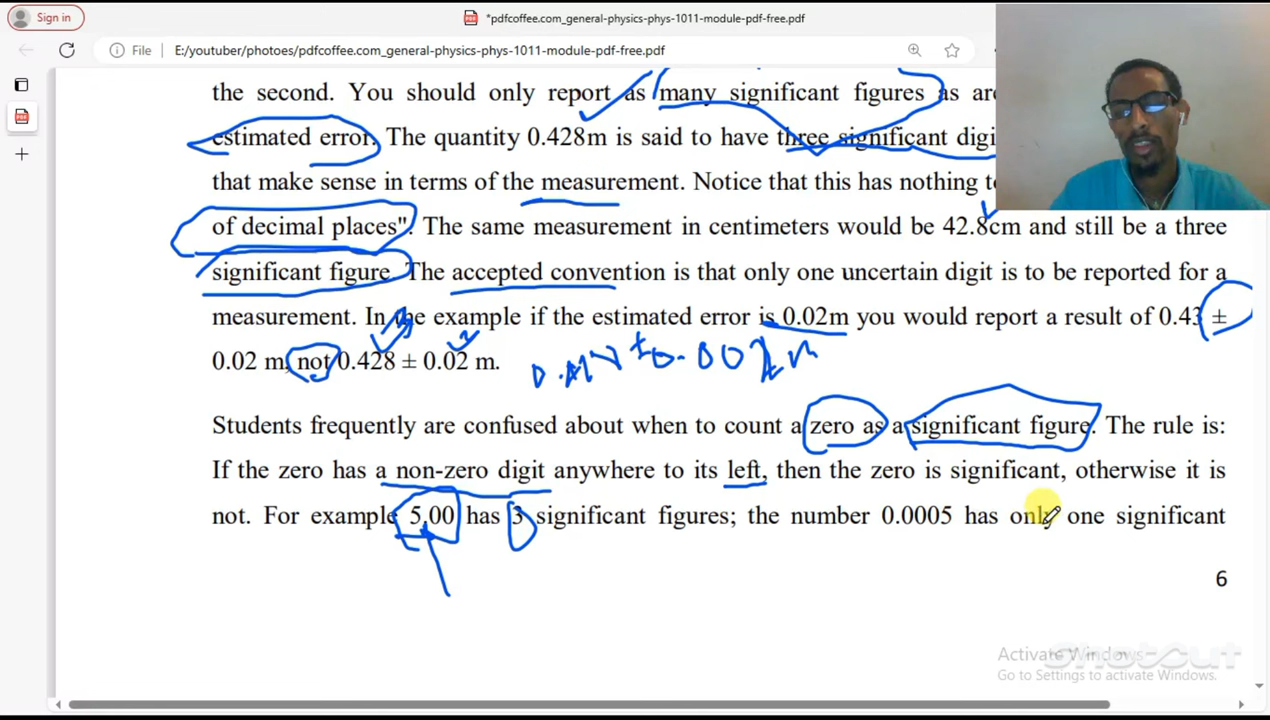 Sign in
*pdfcoffee.com_general-physics-phys-1011-module-pdf-free.pdf
File E:/youtuber/photoes/pdfcoffee.com_general-physics-phys-1011-module-pdf-free.pdf
the second. You should only report as many significant figures as are
estimated error. The quantity 0.428m is said to have three significant digi
that make sense in terms of the measurement. Notice that this has nothing t
of decimal places". The same measurement in centimeters would be 42.8cm and still be a three
significant figure. The accepted convention is that only one uncertain digit is to be reported for a
measurement. In the example if the estimated error is 0.02m you would report a result of 0.43 ±
0.02 m, not 0.428 ± 0.02 m.
Students frequently are confused about when to count a zero as a significant figure. The rule is:
If the zero has a non-zero digit anywhere to its left, then the zero is significant, otherwise it is
not. For example 5.00 has 3 significant figures; the number 0.0005 has only one significant
6
Activate Windows
Go to Settings to activate Windows.
shotcut